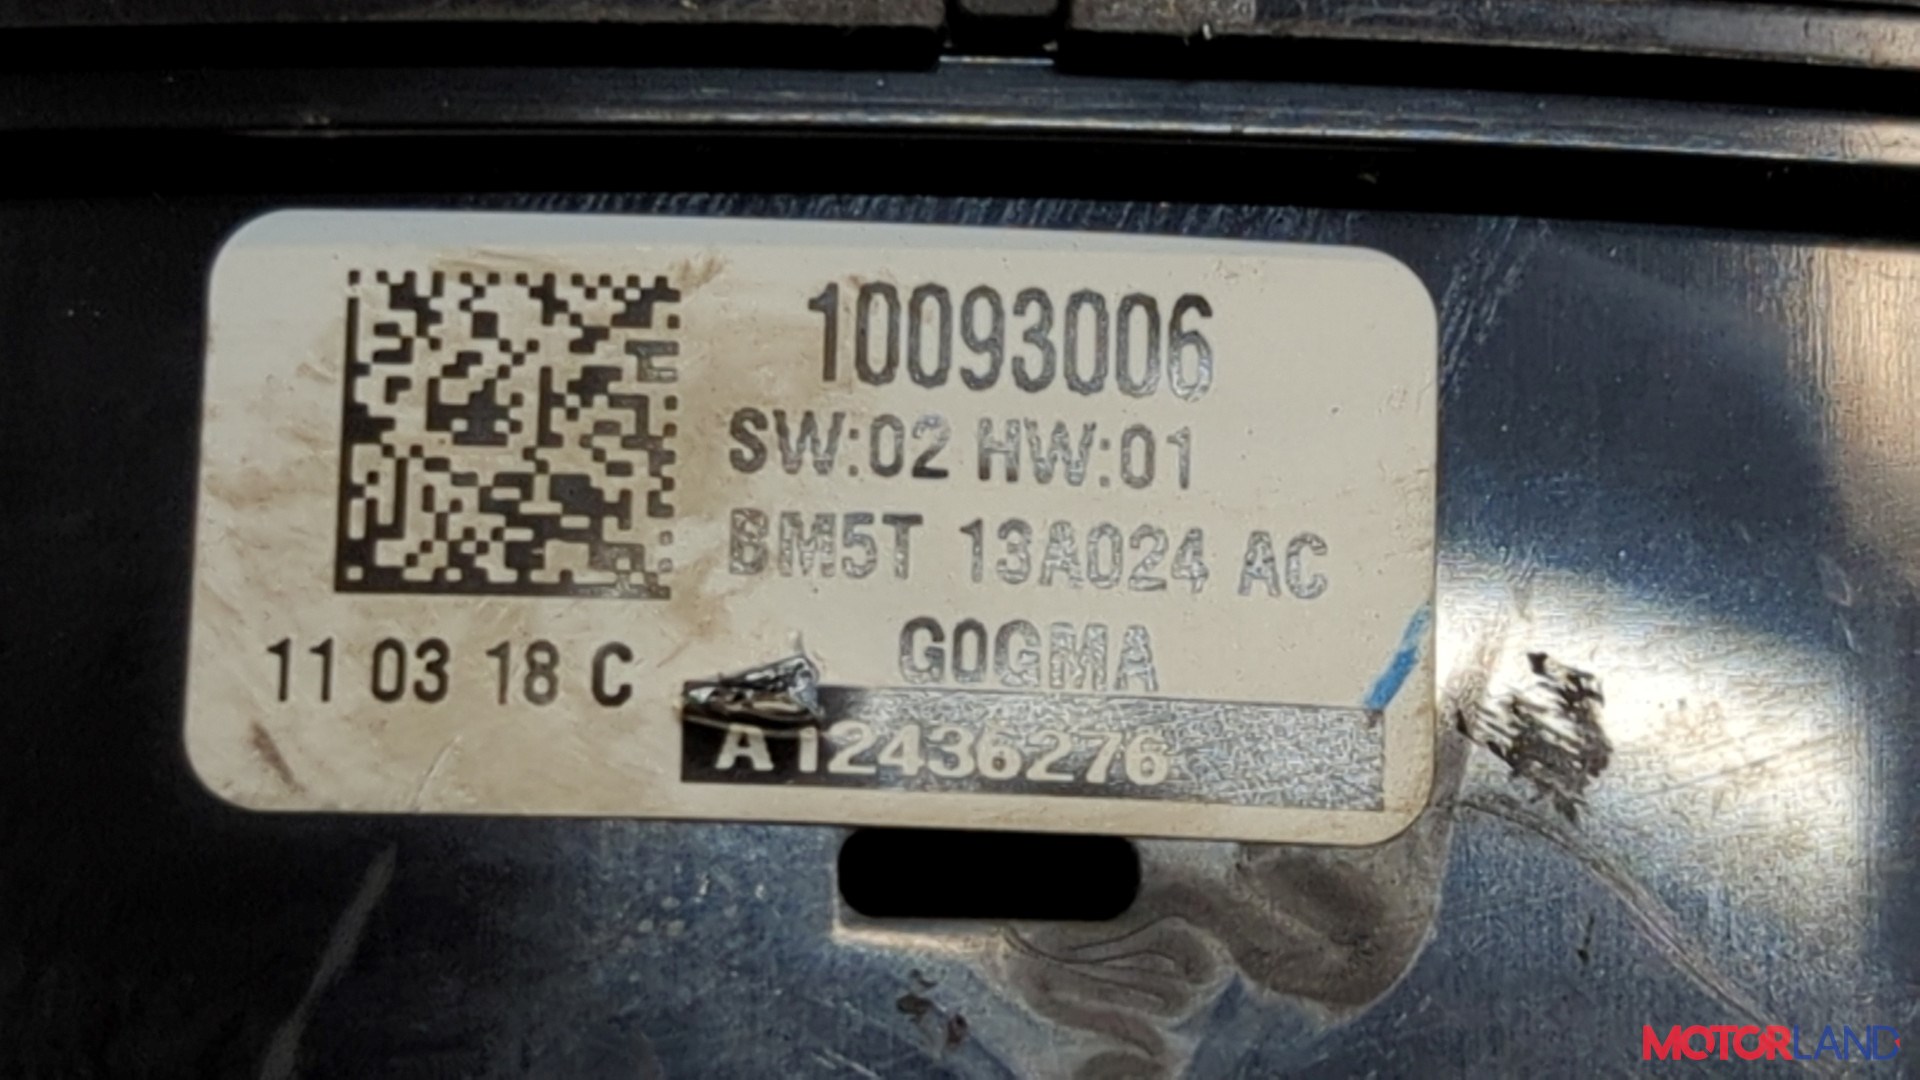 10093006
SW:02 HW:01
BM5T 13A024 AC
G0GMA
11 03 18 C
A12436276
MOTORLAND